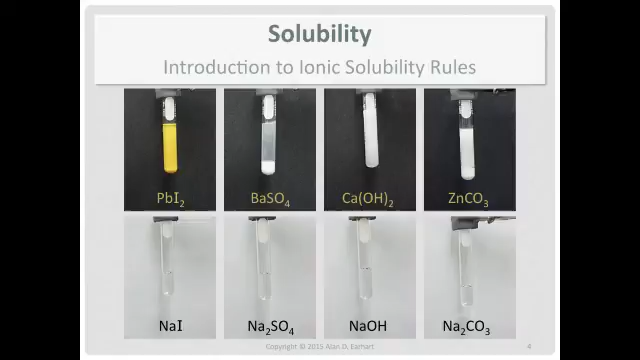 Solubility
Introduction to Ionic Solubility Rules
PbI₂ BaSO₄ Ca(OH)₂ ZnCO₃
NaI Na₂SO₄ NaOH Na₂CO₃
Copyright © 2015 Alan D. Earhart 4